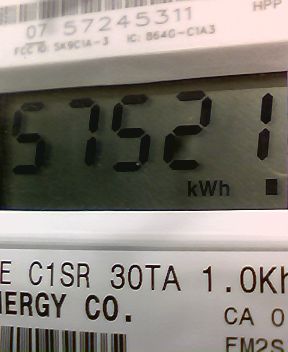 HPP
07 57245311
FCC ID: SK9C1A-3 IC: 864G-C1A3
57521
kWh
E C1SR 30TA 1.0Kh
NERGY CO.
CA 0
FM2S